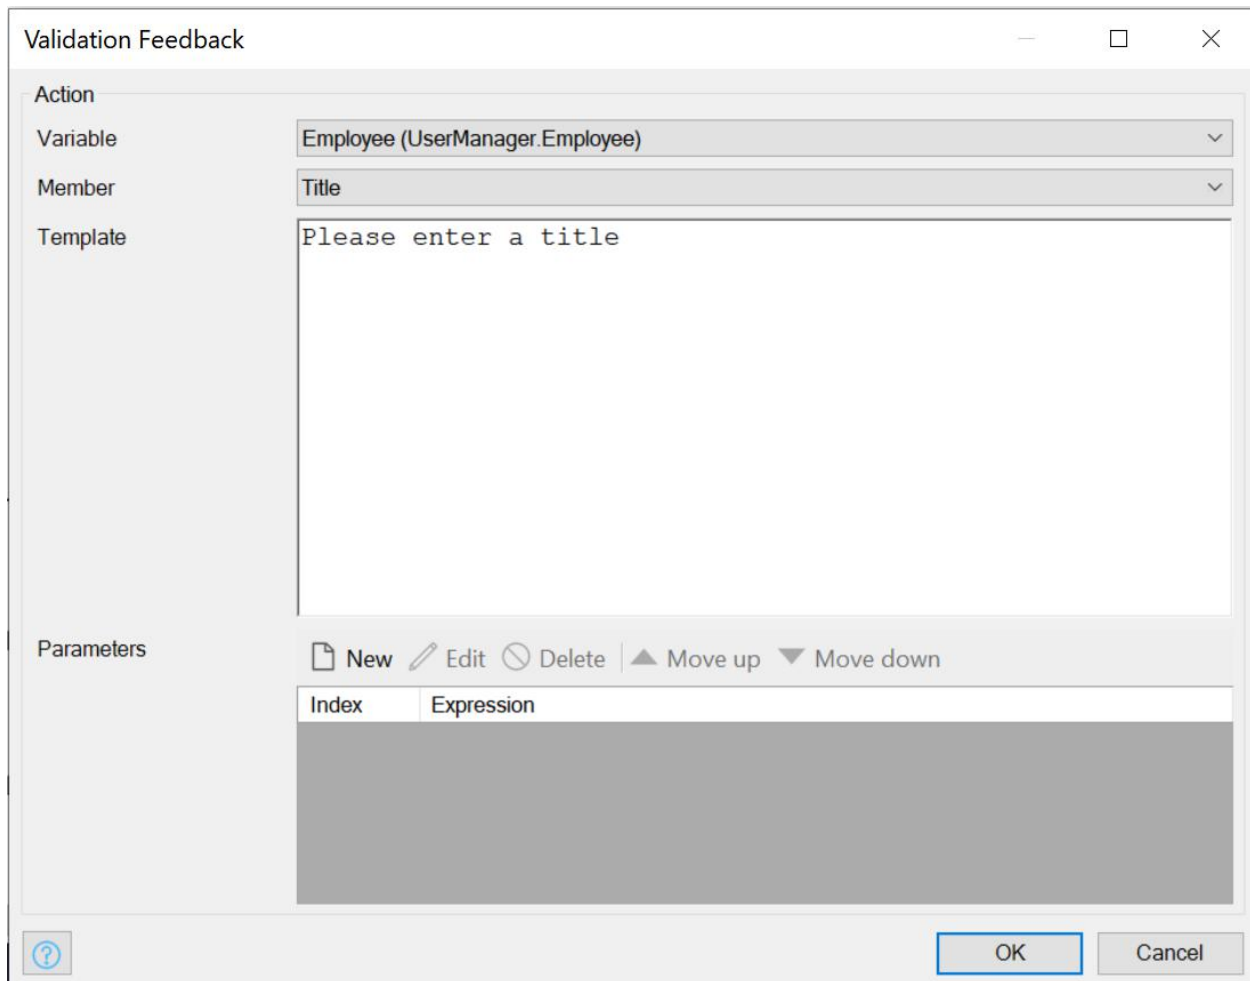 Validation Feedback
Action
Variable Employee (UserManager.Employee)
Member Title
Template Please enter a title
Parameters New Edit Delete Move up Move down
Index Expression
? OK Cancel